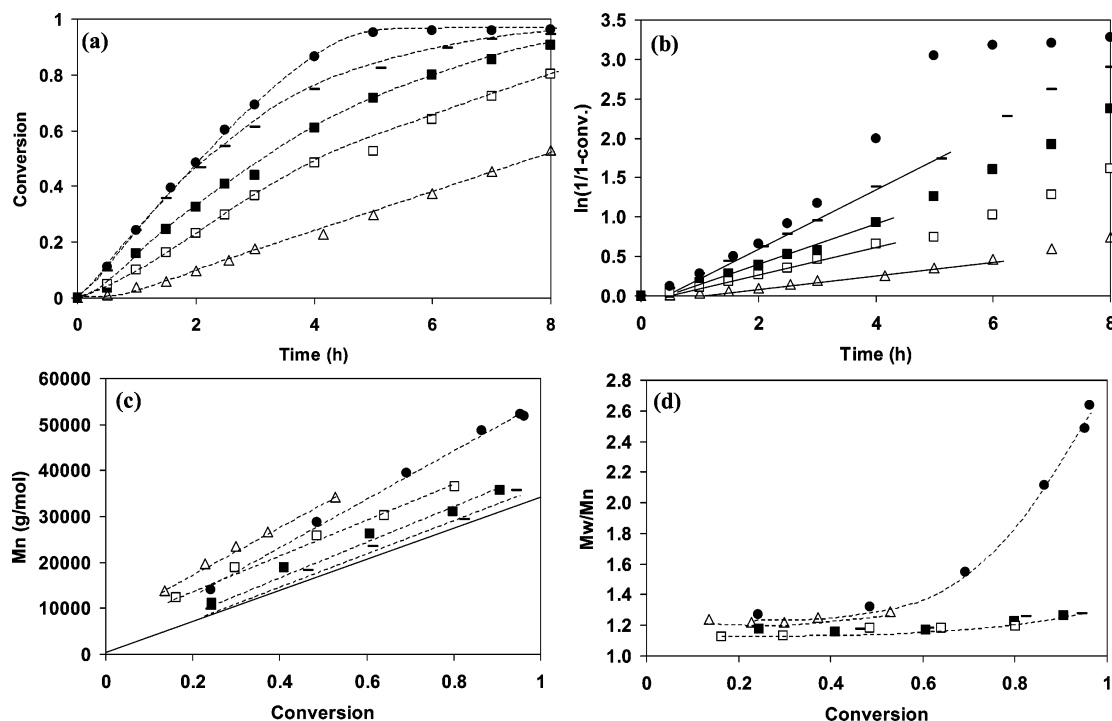 (a)
Conversion
1
0.8
0.6
0.4
0.2
0
0 2 4 6 8
Time (h)
(b)
ln(1/1-conv.)
3.5
3.0
2.5
2.0
1.5
1.0
0.5
0.0
0 2 4 6 8
Time (h)
(c)
Mn (g/mol)
60000
50000
40000
30000
20000
10000
0
0 0.2 0.4 0.6 0.8 1
Conversion
(d)
Mw/Mn
2.8
2.6
2.4
2.2
2.0
1.8
1.6
1.4
1.2
1.0
0 0.2 0.4 0.6 0.8 1
Conversion